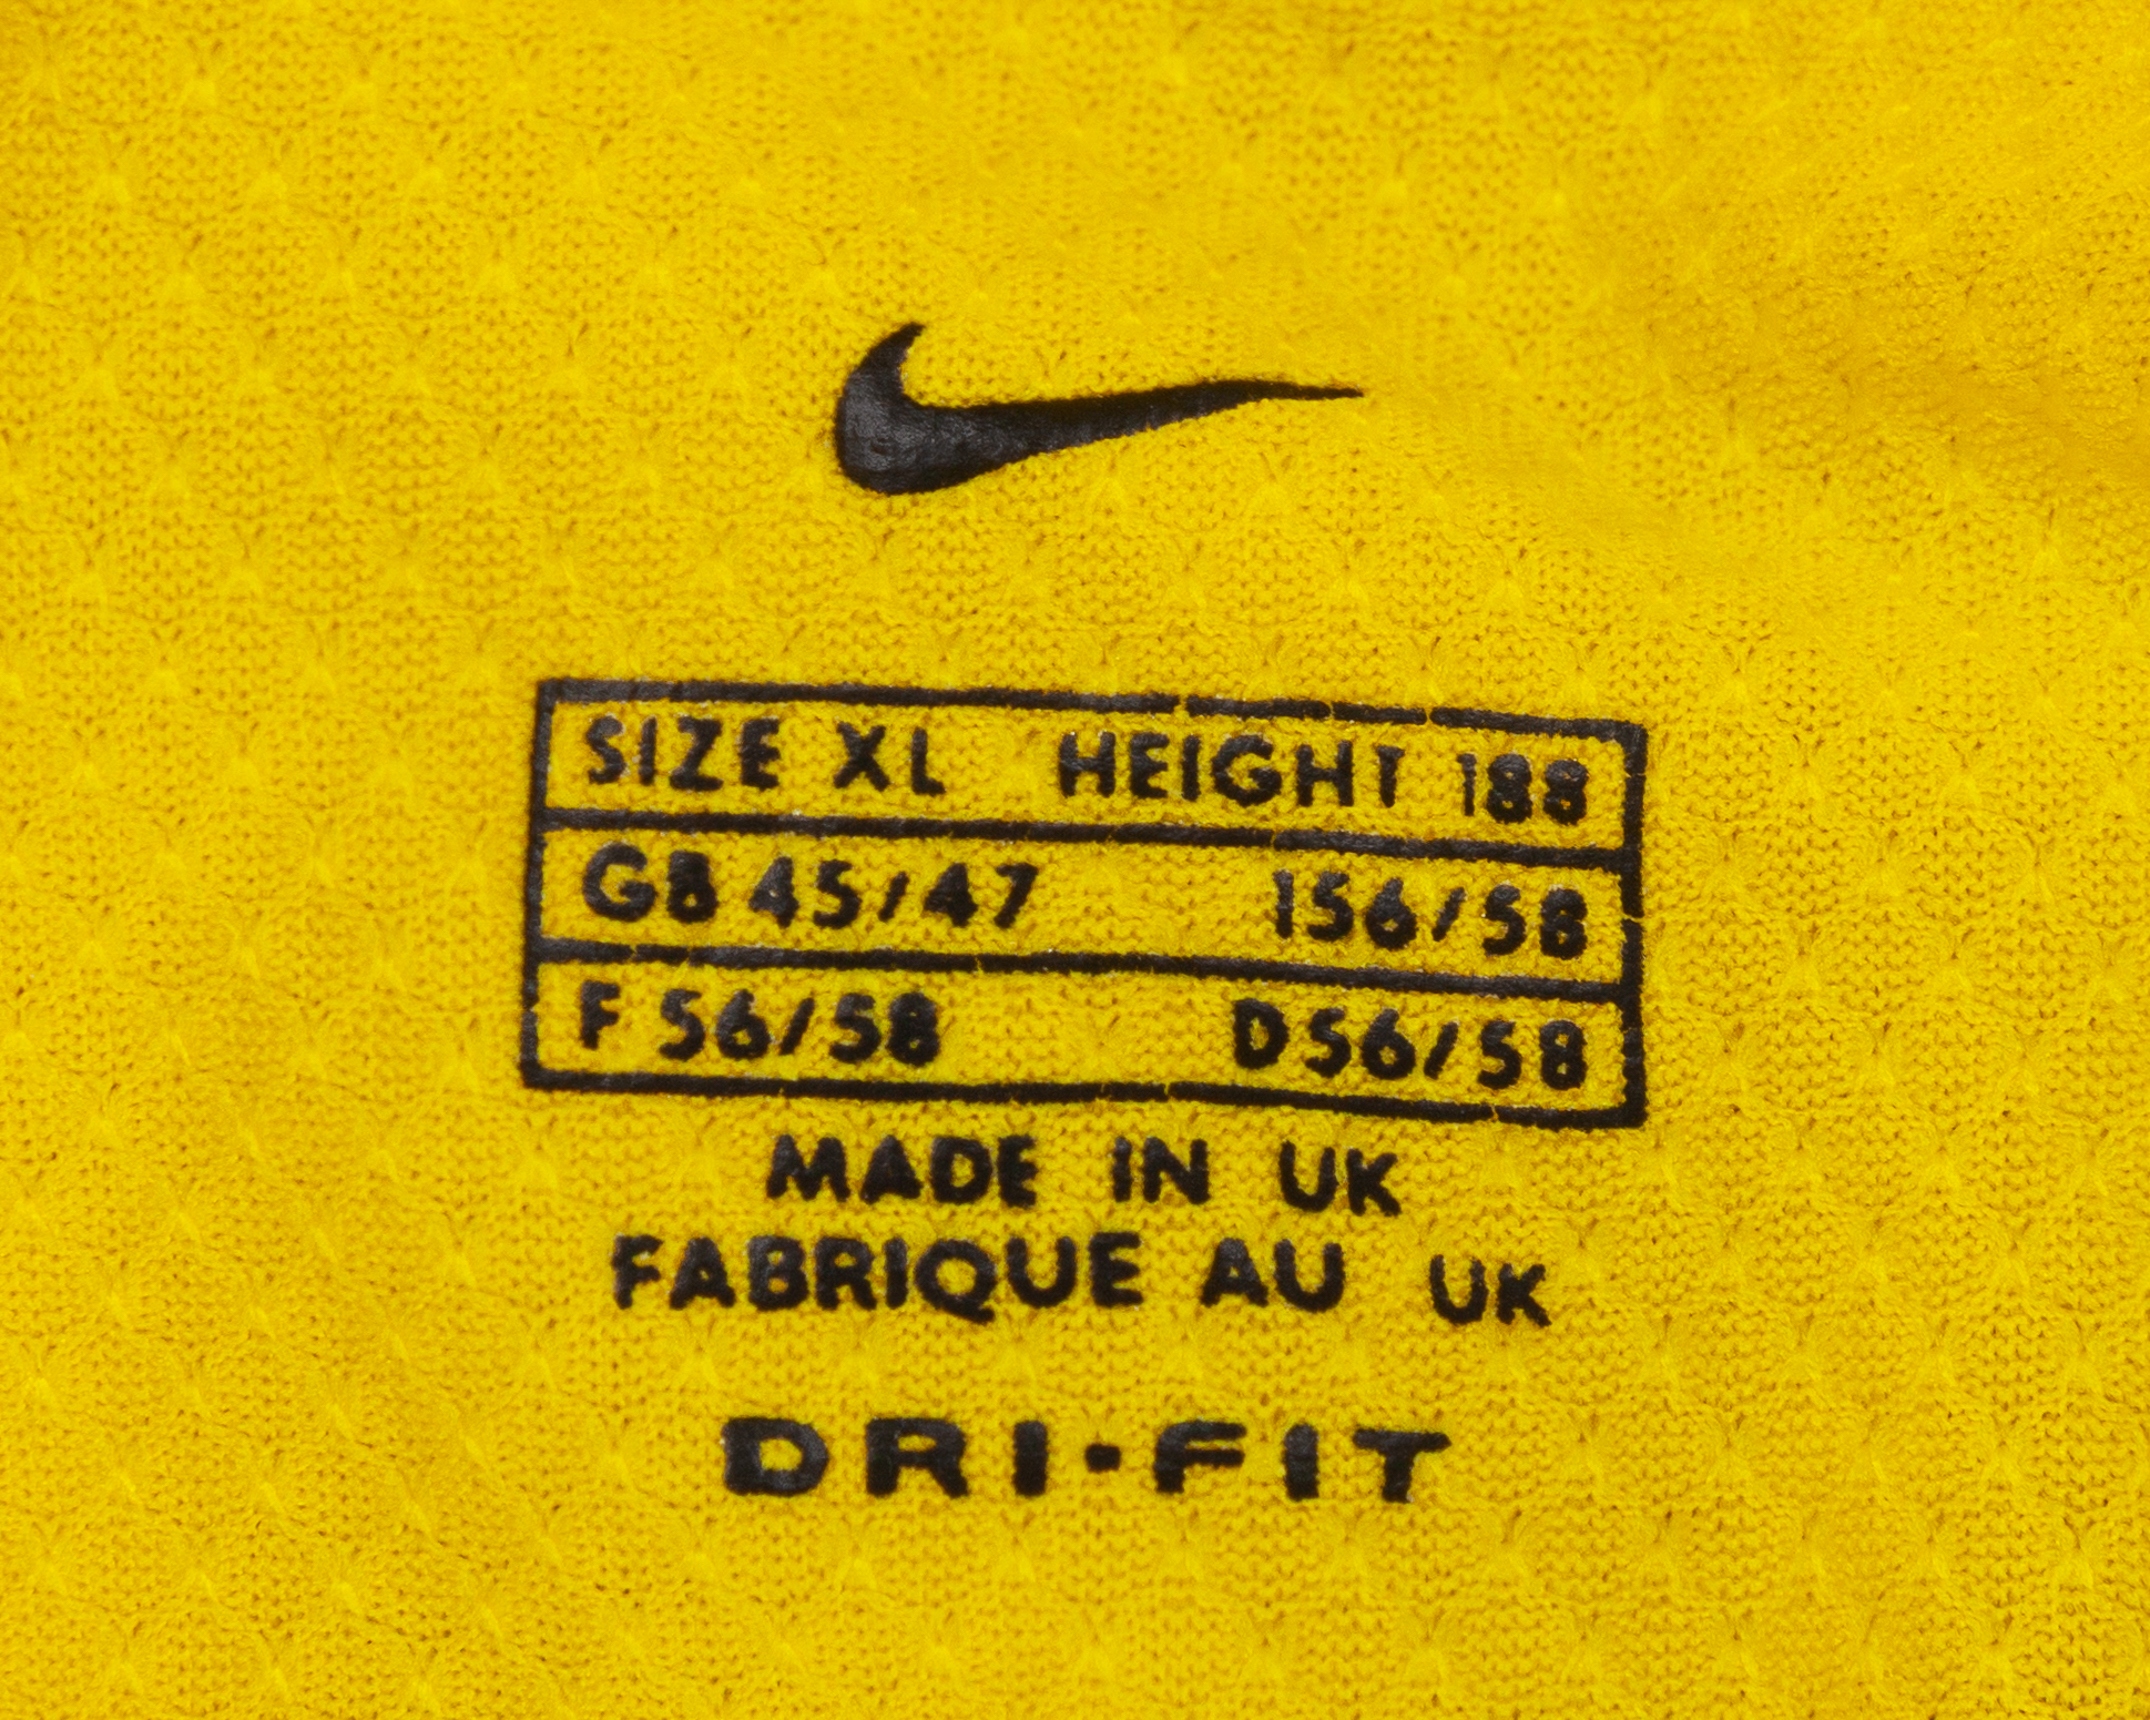 SIZE XL HEIGHT 188
GB 45/47 I56/58
F 56/58 D56/58
MADE IN UK
FABRIQUE AU UK
DRI·FIT